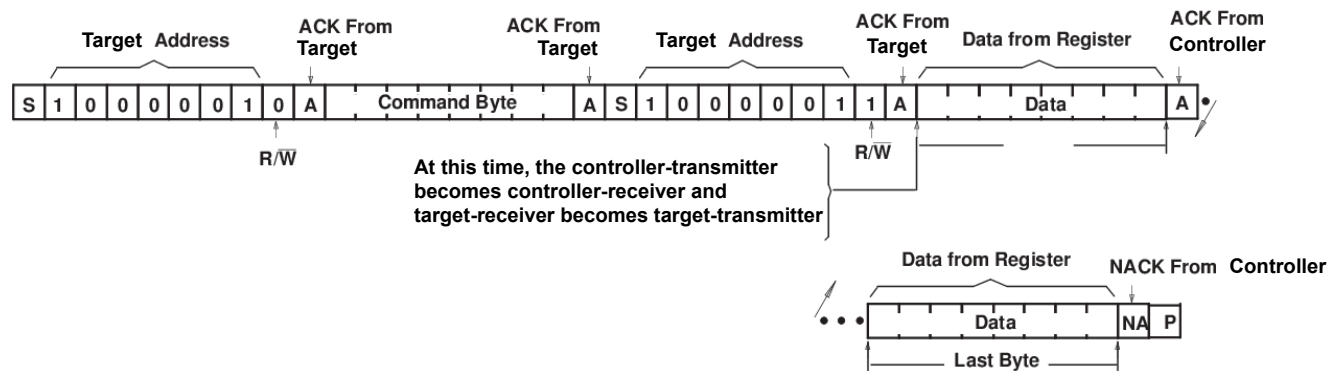 ACK From
Target Address
Target
ACK From
Target
Target Address
ACK From
Target
Data from Register
ACK From
Controller
S 1 0 0 0 0 0 1 0 A Command Byte A S 1 0 0 0 0 0 1 1 A Data A
R/W̅
R/W̅
At this time, the controller-transmitter
becomes controller-receiver and
target-receiver becomes target-transmitter
Data from Register
NACK From Controller
Data NA P
Last Byte